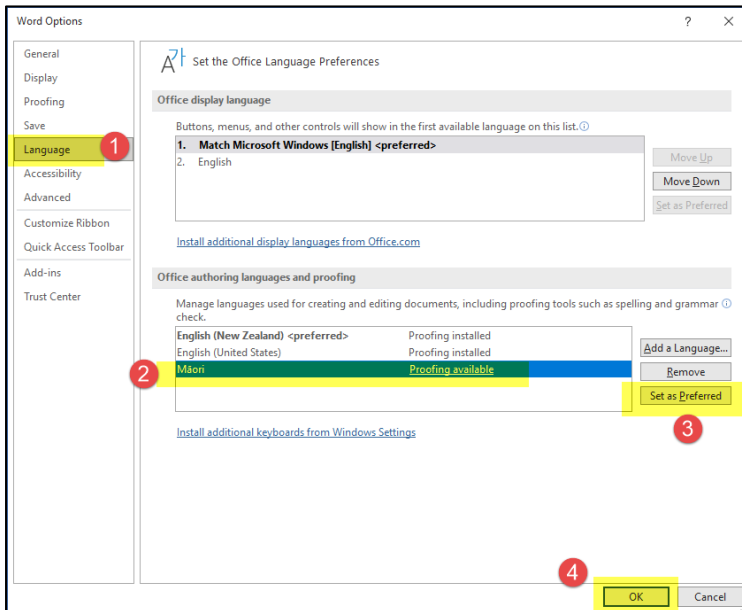 Word Options
? ×
General
Display
Proofing
Save
Language
1
Accessibility
Advanced
Customize Ribbon
Quick Access Toolbar
Add-ins
Trust Center
A가 Set the Office Language Preferences
Office display language
Buttons, menus, and other controls will show in the first available language on this list.
1. Match Microsoft Windows [English] <preferred>
2. English
Move Up
Move Down
Set as Preferred
Install additional display languages from Office.com
Office authoring languages and proofing
Manage languages used for creating and editing documents, including proofing tools such as spelling and grammar
check.
English (New Zealand) <preferred> Proofing installed
English (United States) Proofing installed
2 Māori Proofing available
Add a Language...
Remove
Set as Preferred
3
Install additional keyboards from Windows Settings
4
OK Cancel